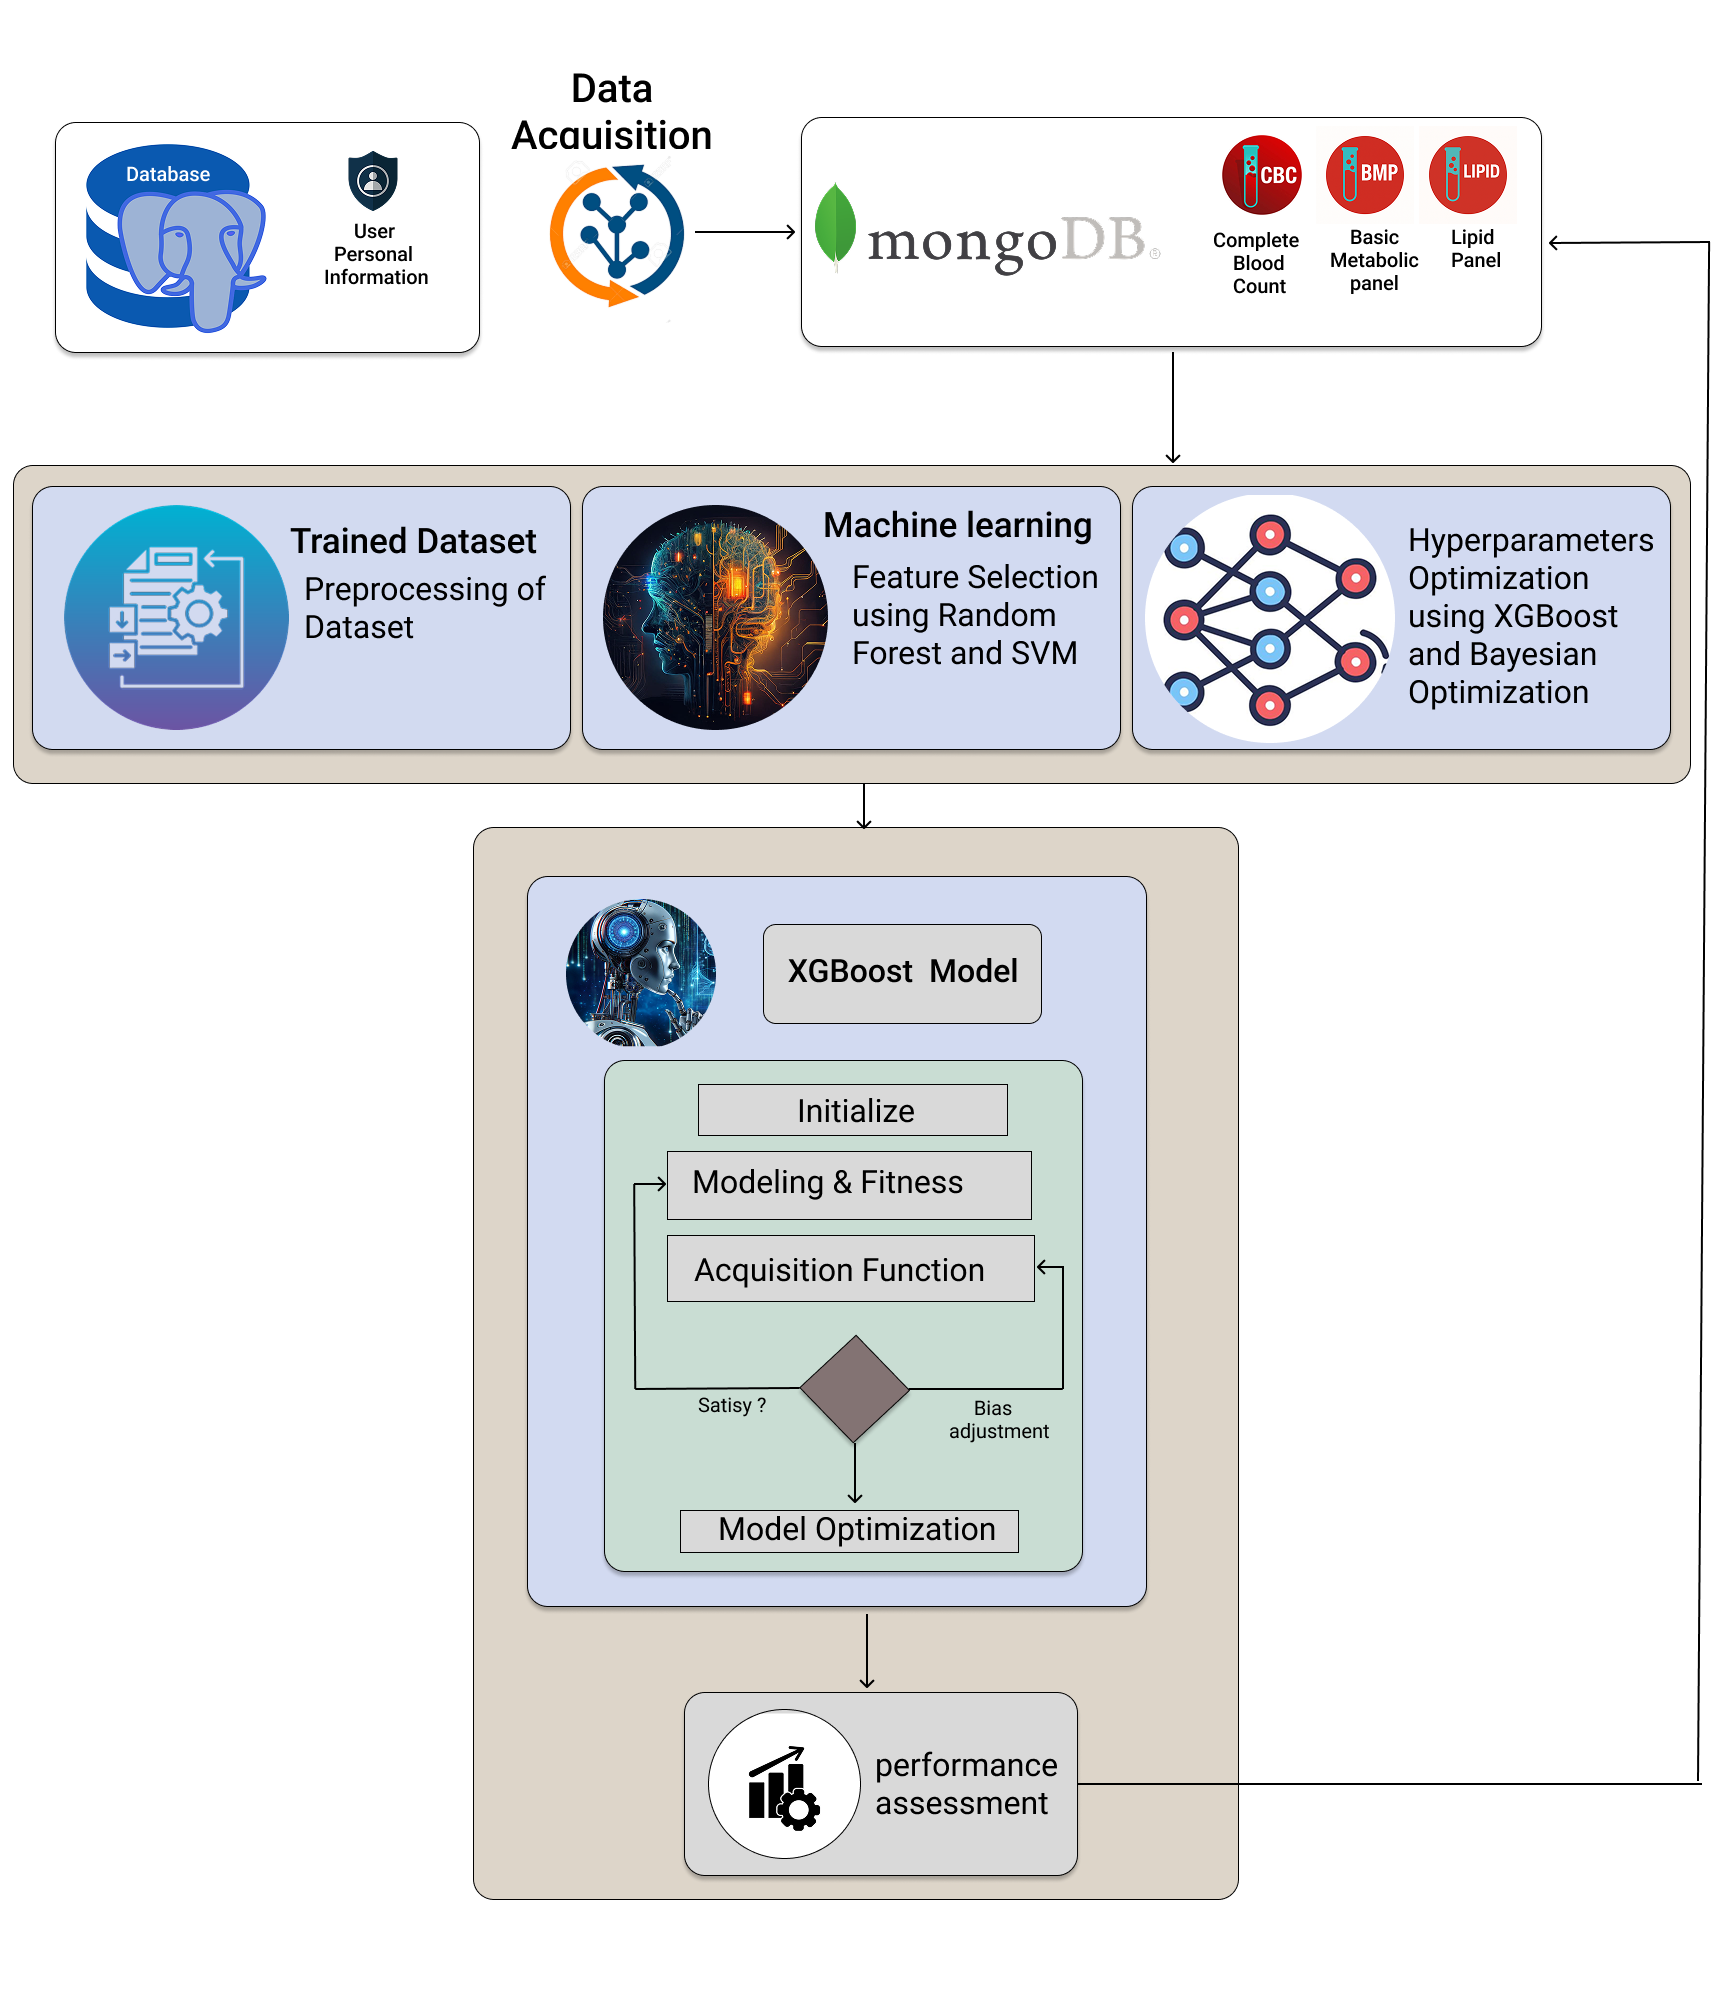 Data
Acquisition
Database
User
Personal
Information
mongoDB®
CBC
Complete
Blood
Count
BMP
Basic
Metabolic
panel
LIPID
Lipid
Panel
Trained Dataset
Preprocessing of
Dataset
Machine learning
Feature Selection
using Random
Forest and SVM
Hyperparameters
Optimization
using XGBoost
and Bayesian
Optimization
XGBoost Model
Initialize
Modeling & Fitness
Acquisition Function
Satisy ?
Bias
adjustment
Model Optimization
performance
assessment